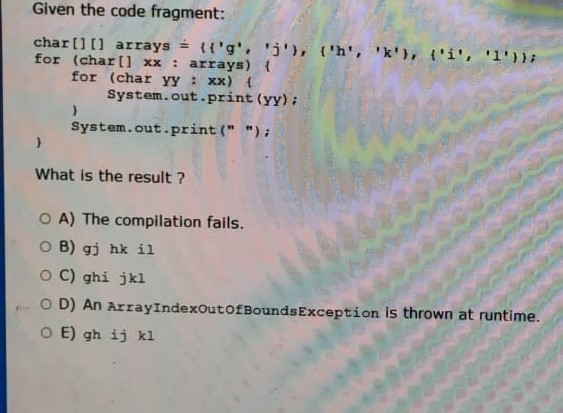 Given the code fragment:
char[][] arrays = {{'g', 'j'}, {'h', 'k'}, {'i', 'l'}};
for (char[] xx : arrays) {
for (char yy : xx) {
System.out.print(yy);
}
System.out.print(" ");
}
What is the result ?
A) The compilation fails.
B) gj hk il
C) ghi jkl
D) An ArrayIndexOutOfBoundsException is thrown at runtime.
E) gh ij kl